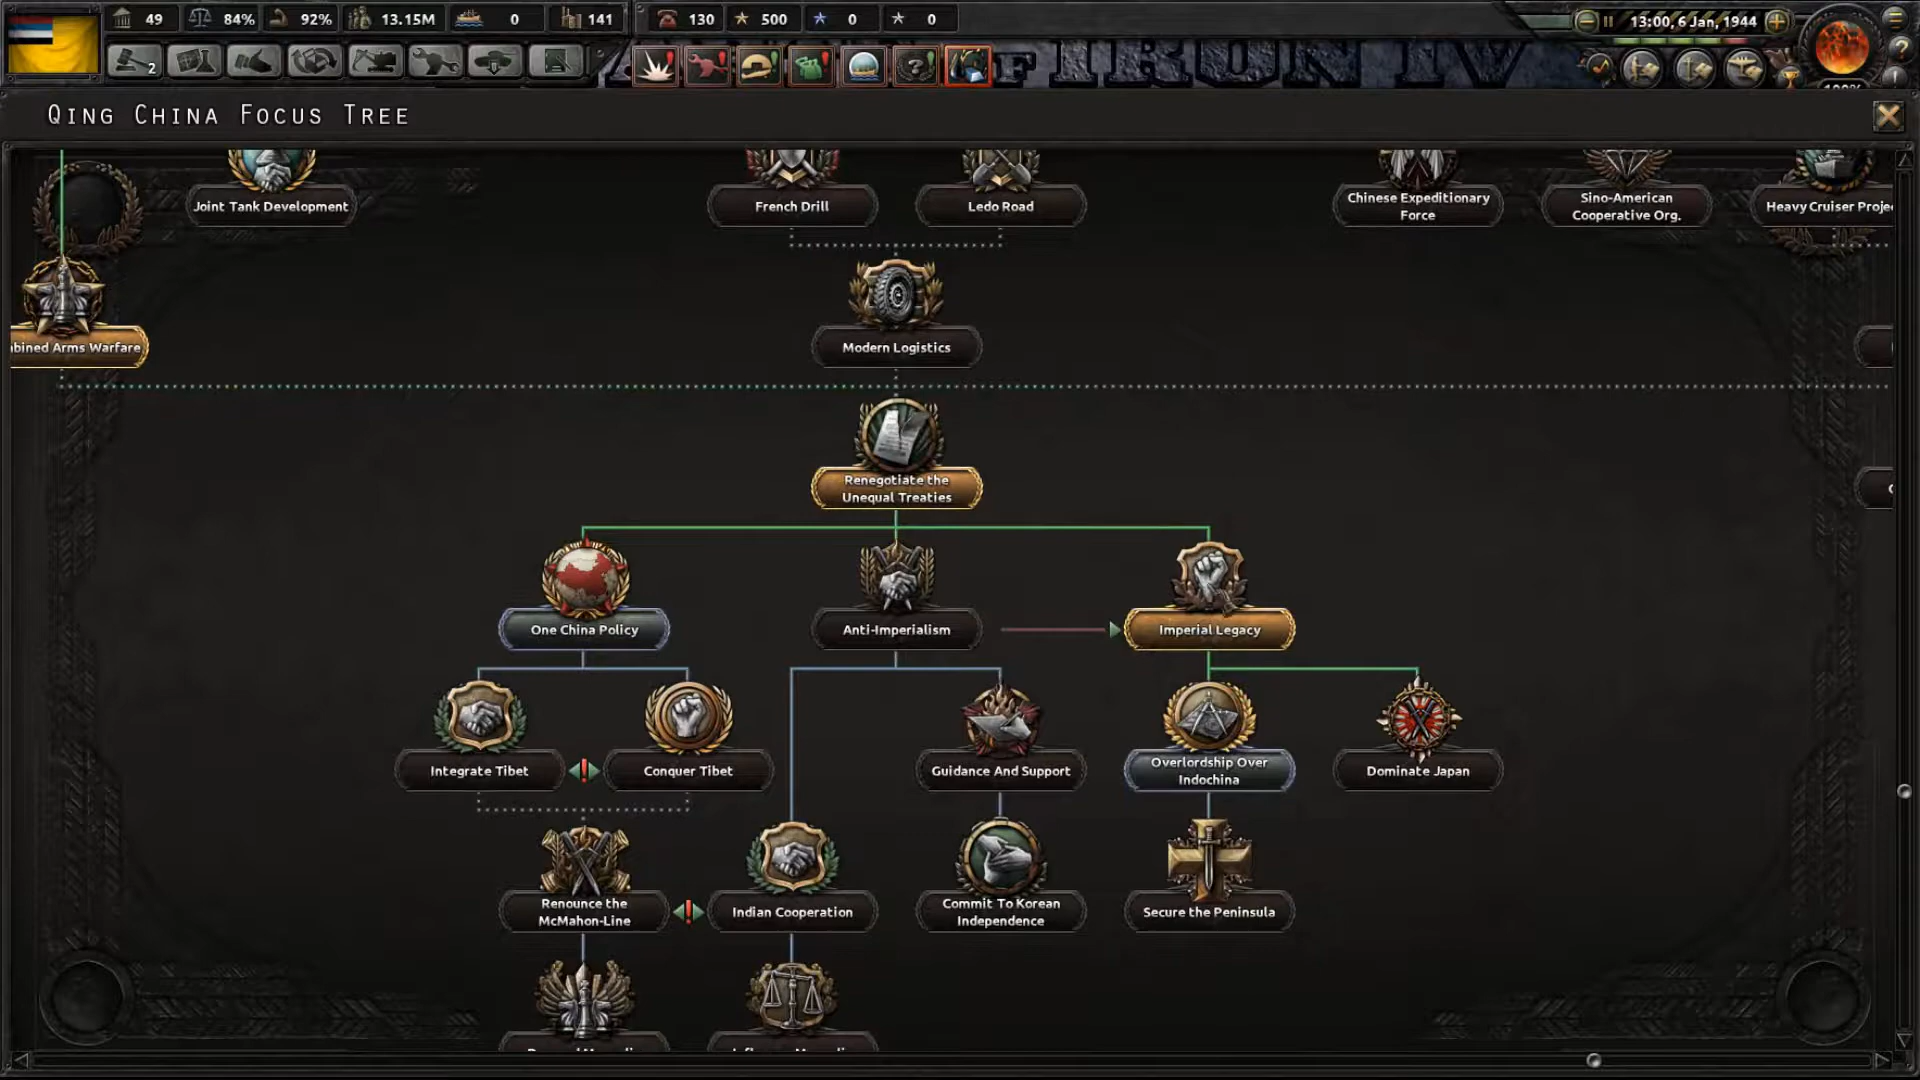 49
84%
92%
13.15M
0
141
130
500
0
0
13:00, 6 Jan, 1944
2
F IRON IV
QING CHINA FOCUS TREE
Joint Tank Development
French Drill
Ledo Road
Chinese Expeditionary
Force
Sino-American
Cooperative Org.
Heavy Cruiser Projec
Modern Logistics
bined Arms Warfare
Renegotiate the
Unequal Treaties
One China Policy
Anti-Imperialism
Imperial Legacy
Integrate Tibet
Conquer Tibet
Guidance And Support
Overlordship Over
Indochina
Dominate Japan
Renounce the
McMahon-Line
Indian Cooperation
Commit To Korean
Independence
Secure the Peninsula